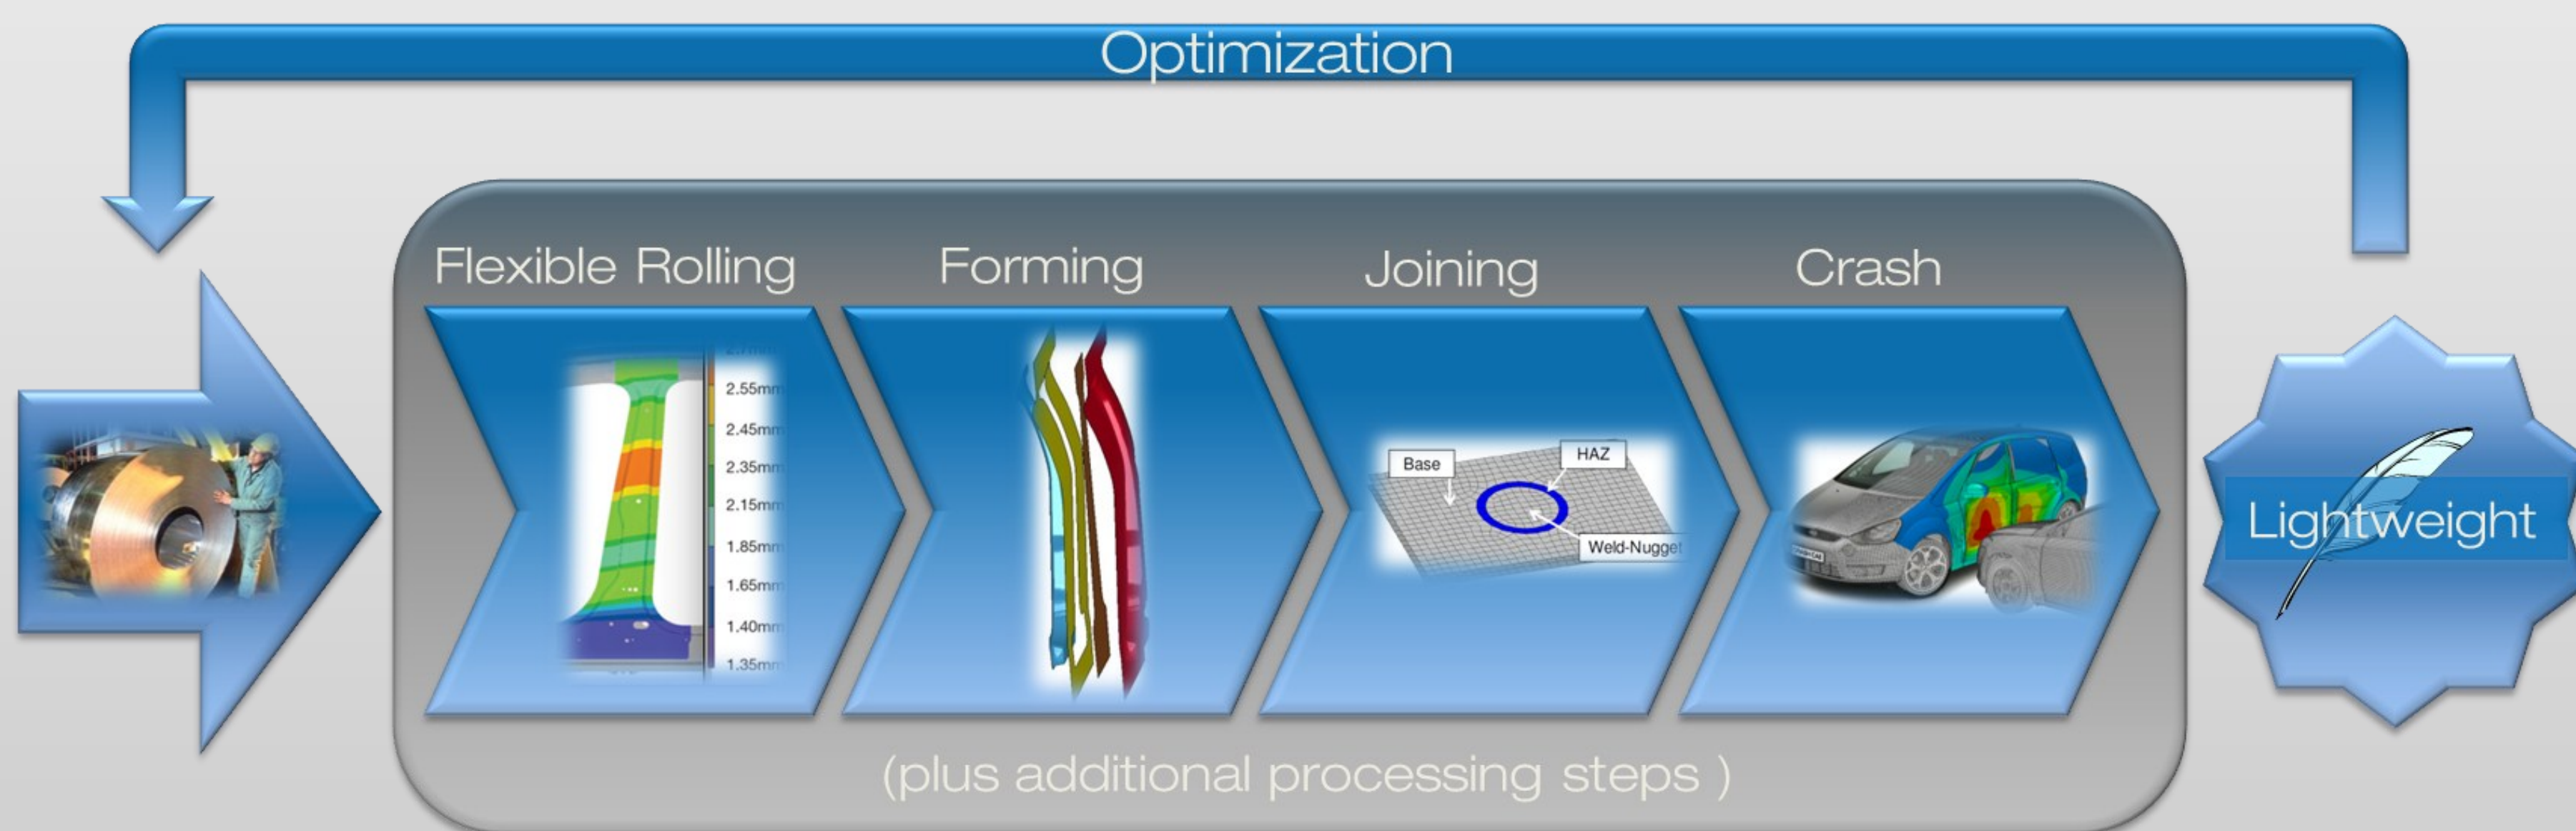 Optimization
Flexible Rolling
Forming
Joining
Crash
2.55mm
2.45mm
2.35mm
2.15mm
1.85mm
1.65mm
1.40mm
1.35mm
Base
HAZ
Weld-Nugget
Lightweight
(plus additional processing steps )